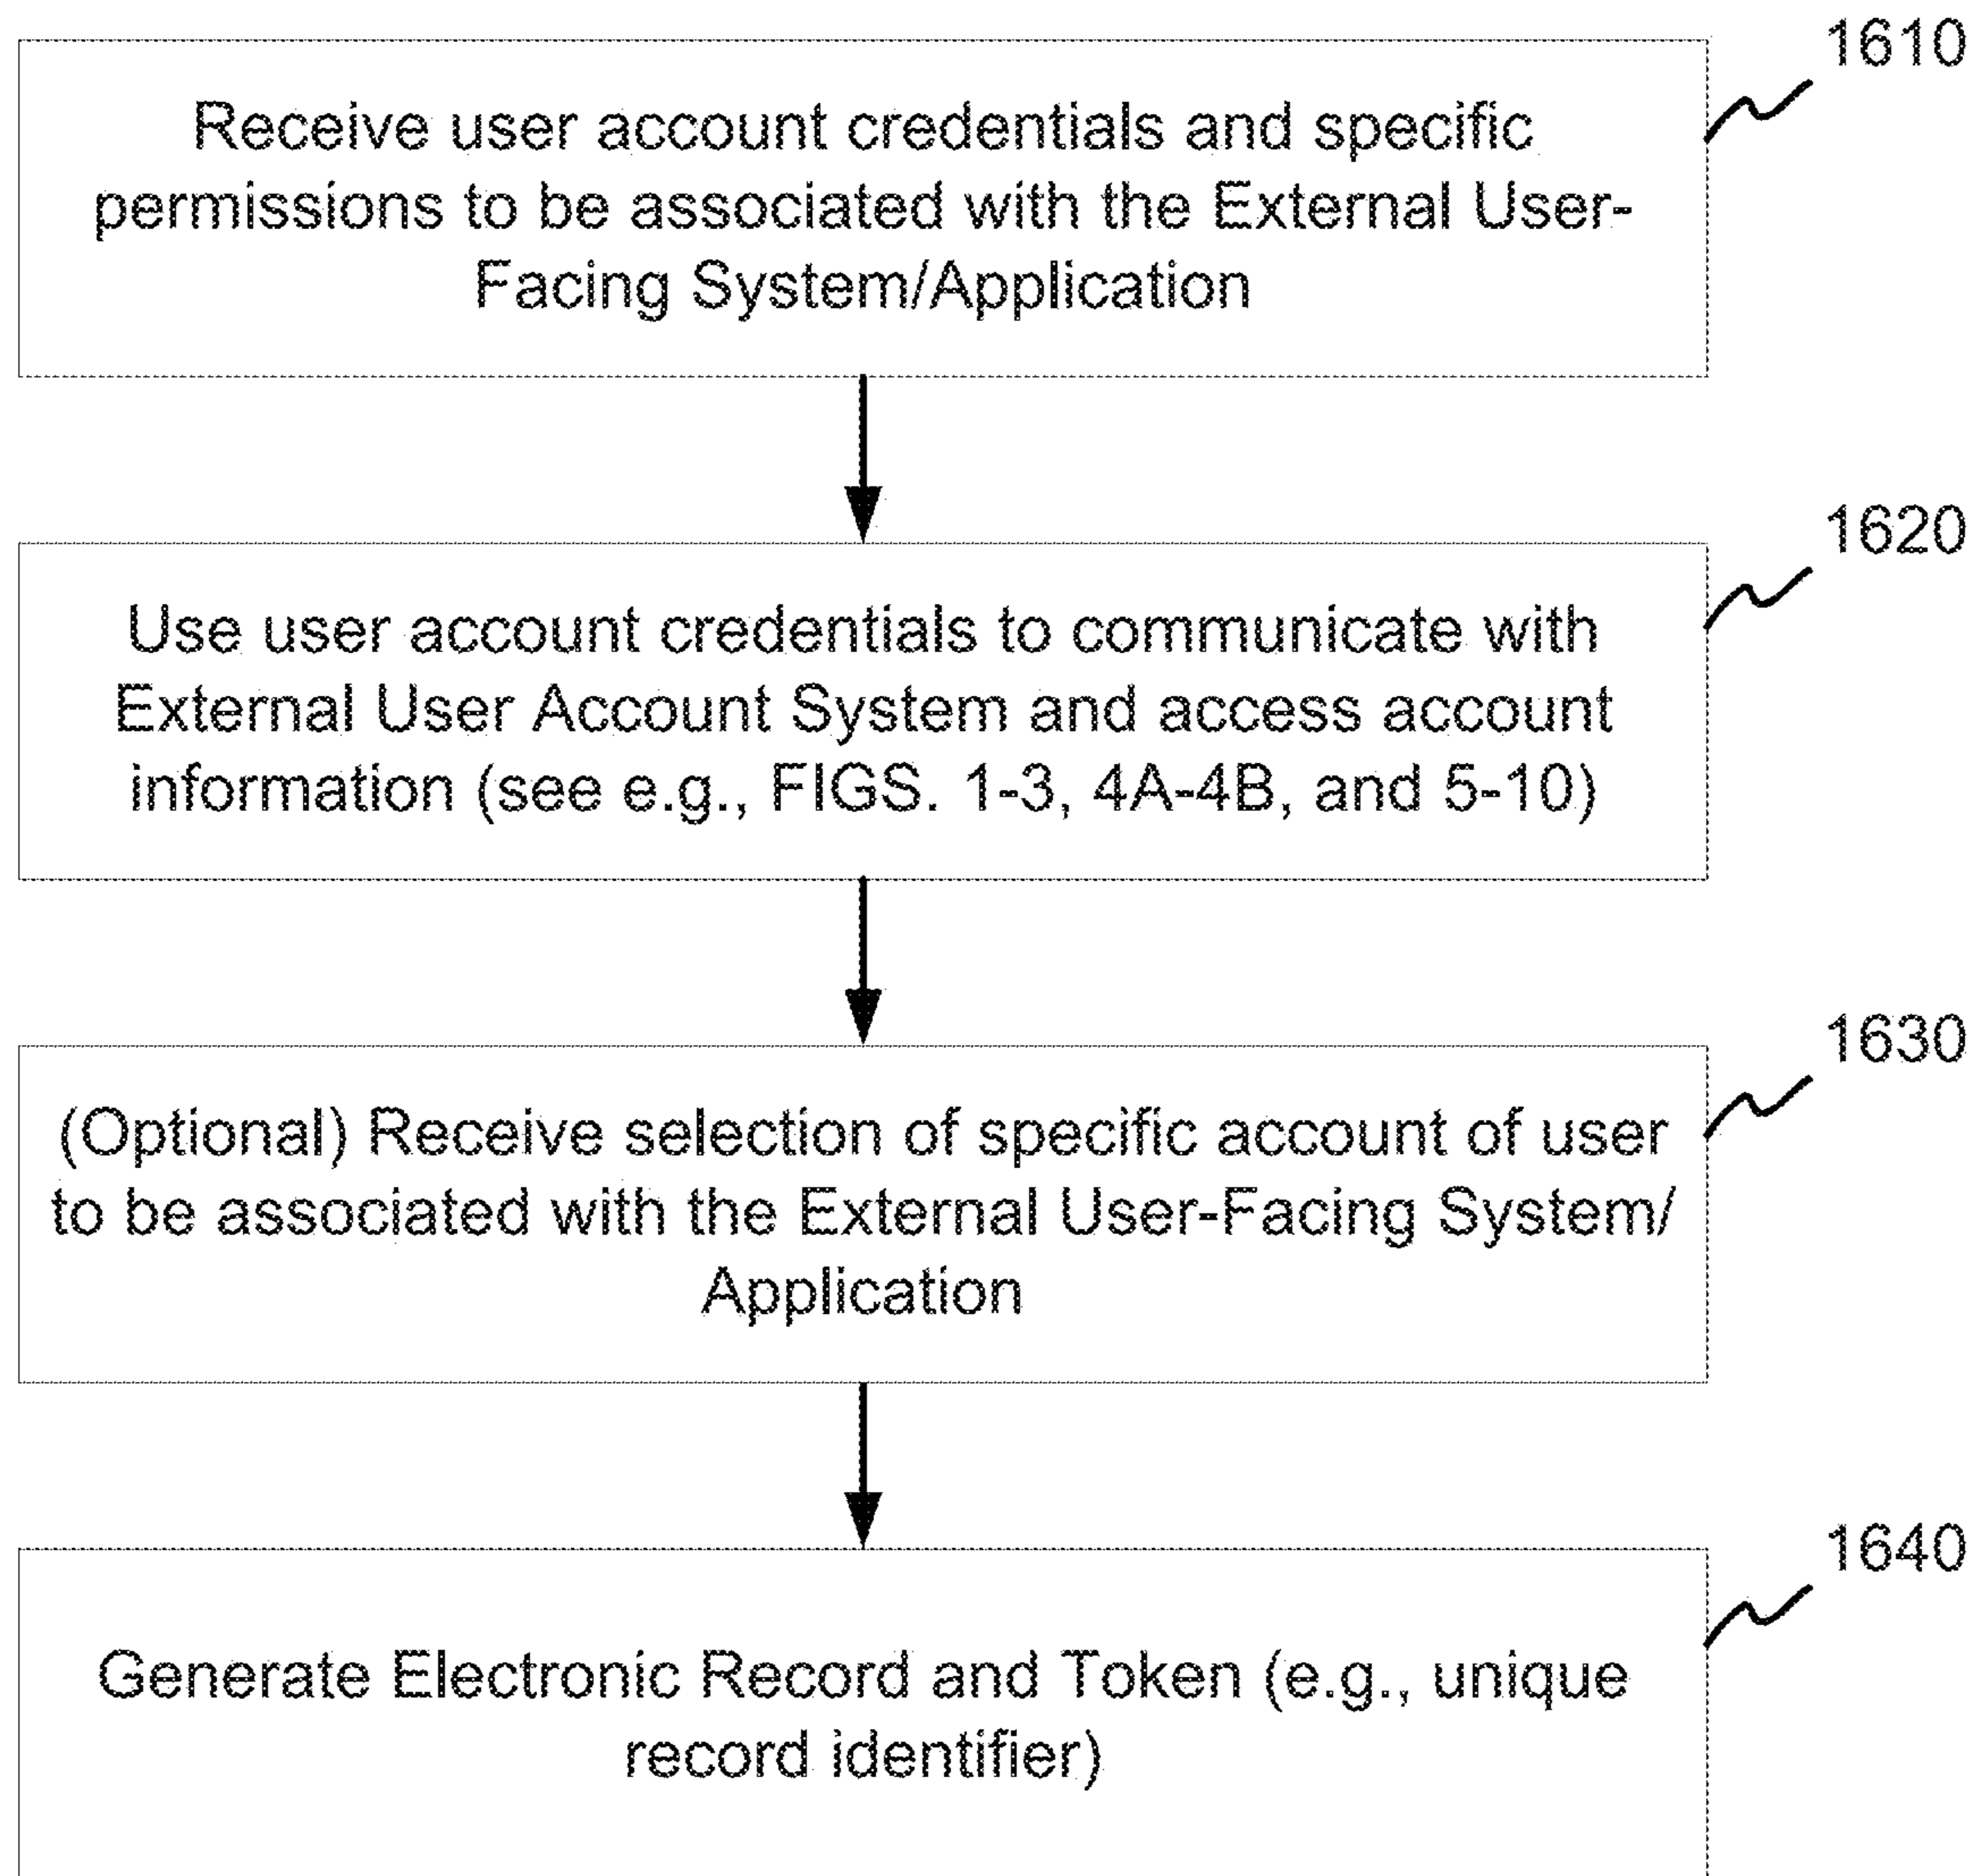 1610
Receive user account credentials and specific
permissions to be associated with the External User-
Facing System/Application
1620
Use user account credentials to communicate with
External User Account System and access account
information (see e.g., FIGS. 1-3, 4A-4B, and 5-10)
1630
(Optional) Receive selection of specific account of user
to be associated with the External User-Facing System/
Application
1640
Generate Electronic Record and Token (e.g., unique
record identifier)